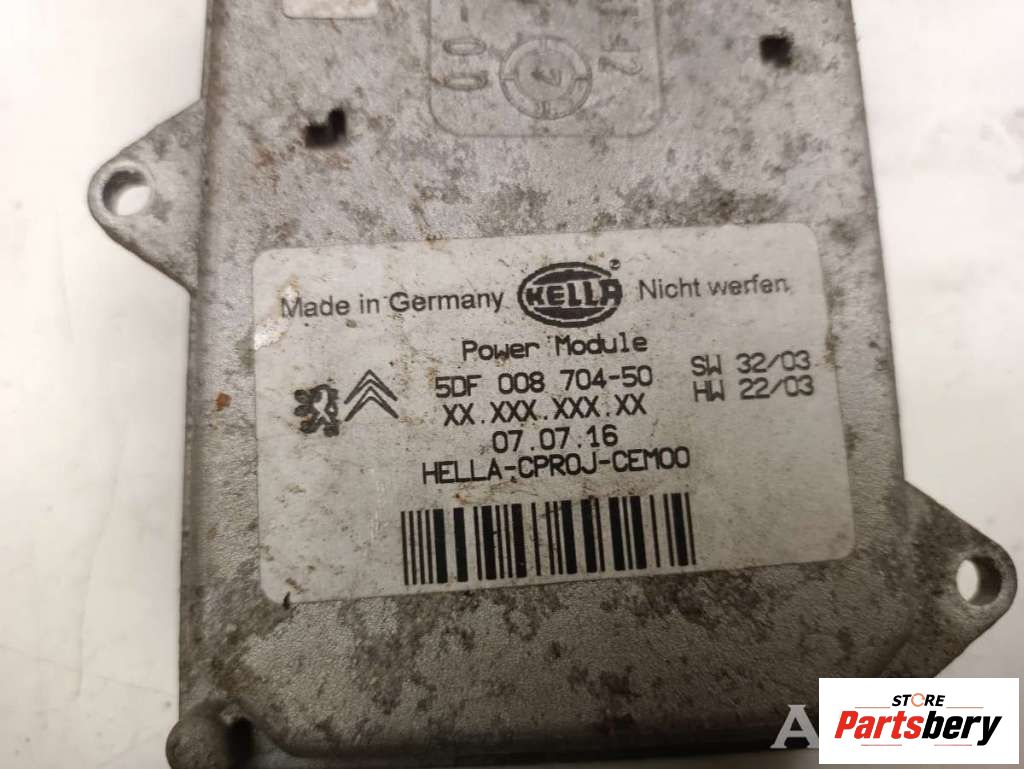 Made in Germany HELLA ® Nicht werfen
Power Module
5DF 008 704-50 SW 32/03
XX.XXX.XXX.XX HW 22/03
07.07.16
HELLA-CPROJ-CEM00
STORE
Partsbery
A